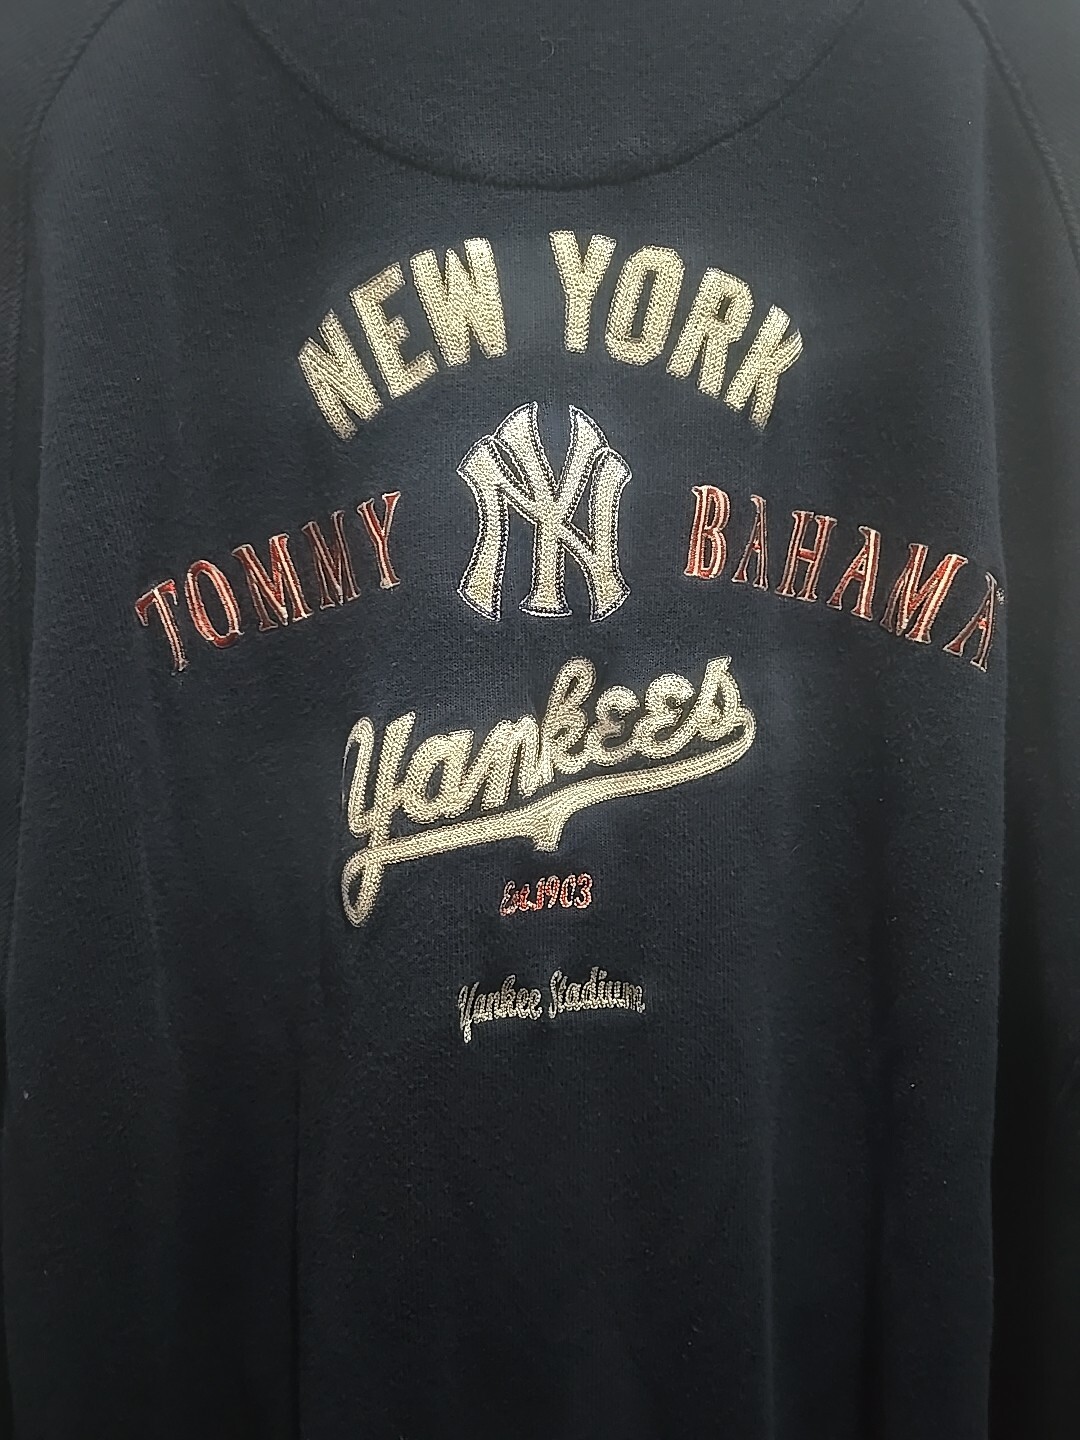 NEW YORK
TOMMY NY BAHAMA
Yankees
Est.1903
Yankee Stadium